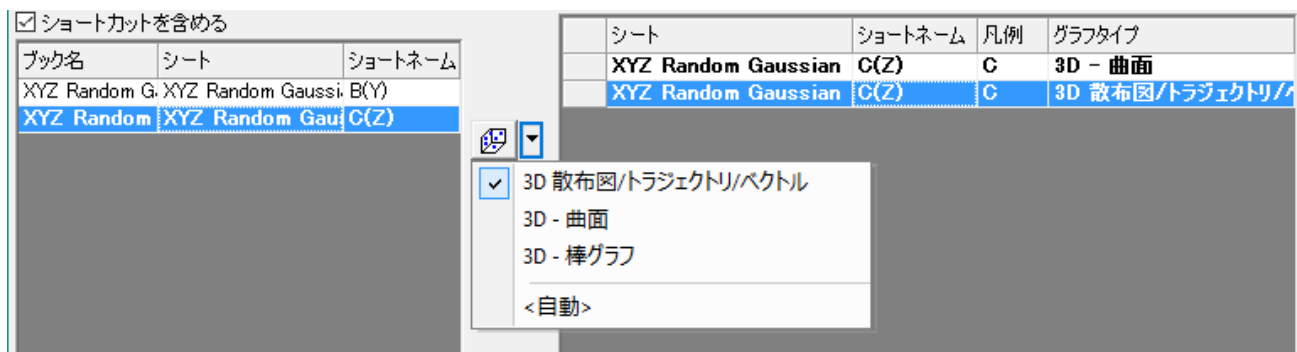 ショートカットを含める
ブック名 シート ショートネーム
XYZ Random G XYZ Random Gaussi B(Y)
XYZ Random XYZ Random Gau C(Z)
シート ショートネーム 凡例 グラフタイプ
XYZ Random Gaussian C(Z) C 3D - 曲面
XYZ Random Gaussian C(Z) C 3D 散布図/トラジェクトリ/
3D 散布図/トラジェクトリ/ベクトル
3D - 曲面
3D - 棒グラフ
<自動>